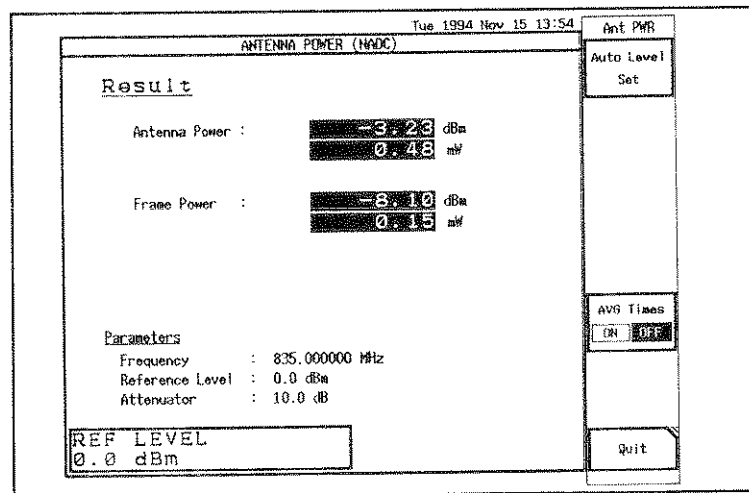 Tue 1994 Nov 15 13:54
ANTENNA POWER (NADC)
Result
Antenna Power : -3.23 dBm
0.48 mW
Frame Power : -8.10 dBm
0.15 mW
Parameters
Frequency : 835.000000 MHz
Reference Level : 0.0 dBm
Attenuator : 10.0 dB
REF LEVEL
0.0 dBm
Ant PWR
Auto Level
Set
AVG Times
ON OFF
Quit